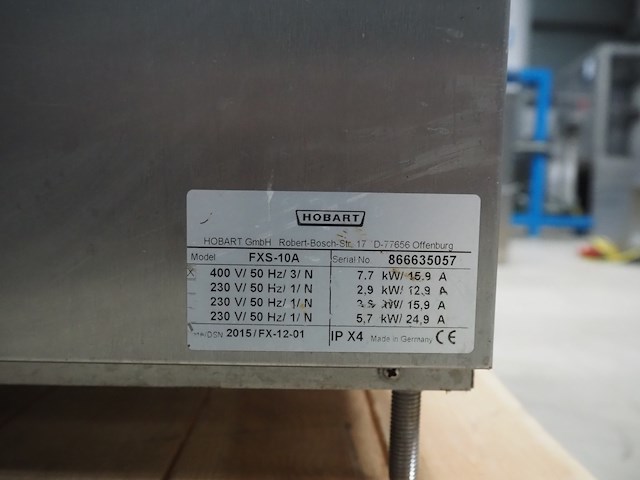 HOBART
HOBART GmbH Robert-Bosch-Str. 17 D-77656 Offenburg
Model FXS-10A Serial No. 866635057
X 400 V/ 50 Hz/ 3/ N 7.7 kW/ 15,9 A
230 V/ 50 Hz/ 1/ N 2,9 kW/ 12,9 A
230 V/ 50 Hz/ 1/ N kW/ 15,9 A
230 V/ 50 Hz/ 1/ N 5,7 kW/ 24,9 A
2015/FX-12-01 IP X4 Made in Germany CE